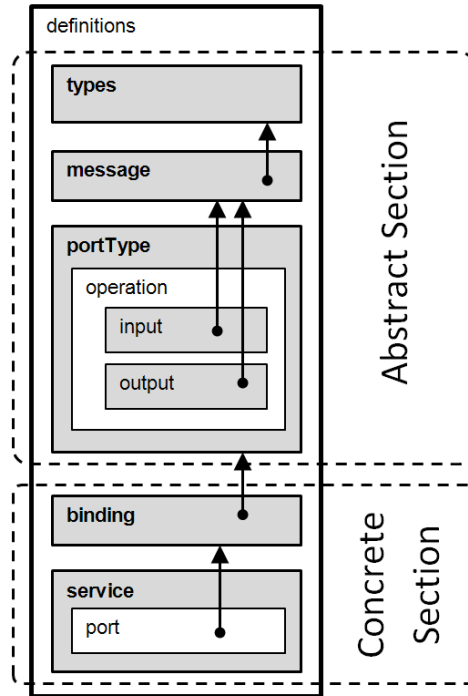 definitions
types
message
portType
operation
input
output
binding
service
port
Abstract Section
Concrete
Section